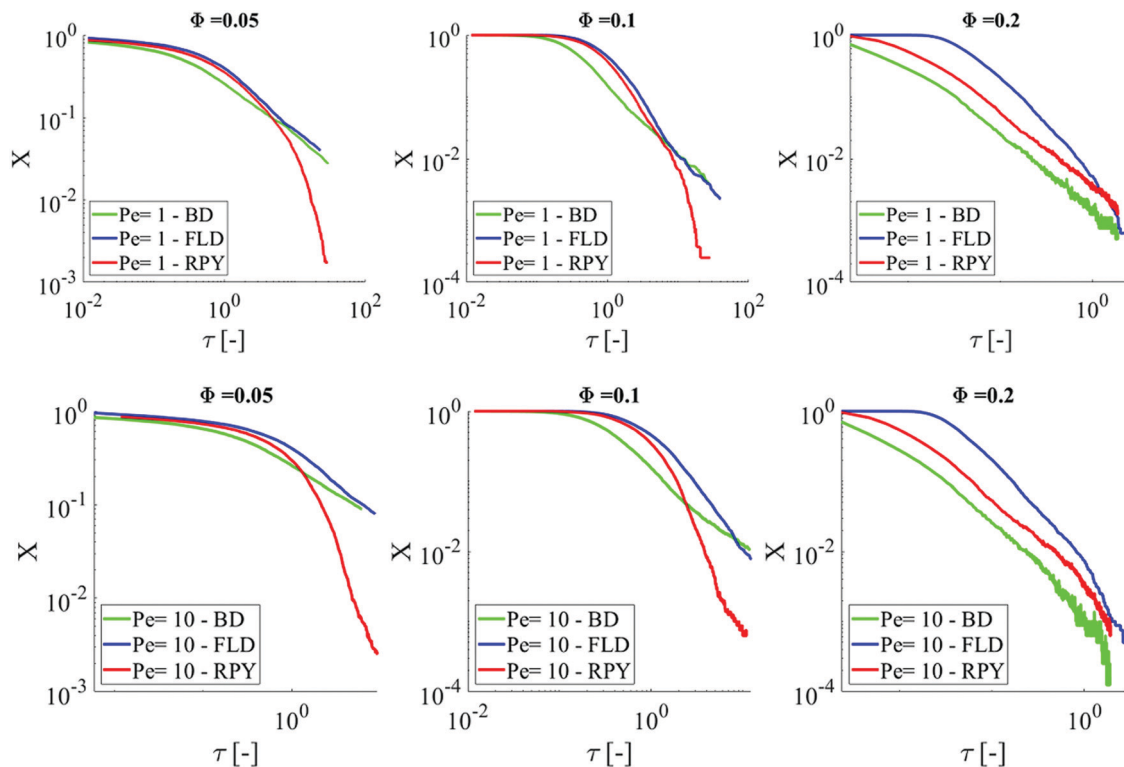 Φ =0.05
10^0
10^-1
10^-2
10^-3
X
Pe= 1 - BD
Pe= 1 - FLD
Pe= 1 - RPY
10^-2
10^0
10^2
τ [-]
Φ =0.1
10^0
10^-2
10^-4
X
Pe= 1 - BD
Pe= 1 - FLD
Pe= 1 - RPY
10^-2
10^0
10^2
τ [-]
Φ =0.2
10^0
10^-2
10^-4
X
Pe= 1 - BD
Pe= 1 - FLD
Pe= 1 - RPY
10^0
τ [-]
Φ =0.05
10^0
10^-1
10^-2
10^-3
X
Pe= 10 - BD
Pe= 10 - FLD
Pe= 10 - RPY
10^0
τ [-]
Φ =0.1
10^0
10^-2
10^-4
X
Pe= 10 - BD
Pe= 10 - FLD
Pe= 10 - RPY
10^-2
10^0
τ [-]
Φ =0.2
10^0
10^-2
10^-4
X
Pe= 10 - BD
Pe= 10 - FLD
Pe= 10 - RPY
10^0
τ [-]